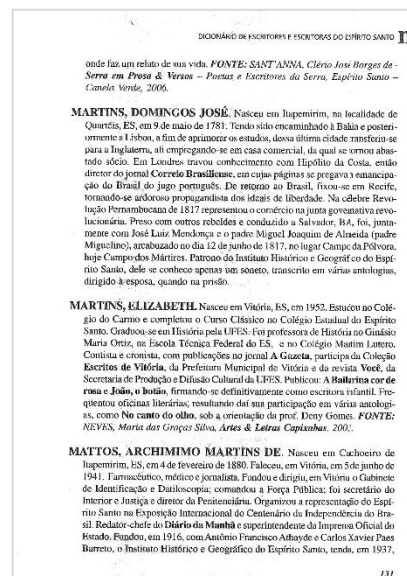 DICIONÁRIO DE ESCRITORES E ESCRITORAS DO ESPÍRITO SANTO
onde faz um relato de sua vida. FONTE: SANT'ANNA, Clério José Borges de -
Serra em Prosa & Versos – Poetas e Escritores da Serra, Espírito Santo –
Canela Verde, 2006.
MARTINS, DOMINGOS JOSÉ. Nasceu em Itapemirim, na localidade de
Quartéis, ES, em 9 de maio de 1781. Tendo sido encaminhado à Bahia e posteri-
ormente a Lisboa, a fim de aprimorar os estudos, dessa última cidade transferiu-se
para a Inglaterra, ali empregando-se em casa comercial, da qual se tornou abas-
tado sócio. Em Londres travou conhecimento com Hipólito da Costa, então
diretor do jornal Correio Brasiliense, em cujas páginas se pregava a emancipa-
ção do Brasil do jugo português. De retorno ao Brasil, fixou-se em Recife,
tornando-se ardoroso propagandista dos ideais de liberdade. Na célebre Revo-
lução Pernambucana de 1817 representou o comércio na junta governativa revo-
lucionária. Preso com outros rebeldes e conduzido a Salvador, BA, foi, junta-
mente com José Luiz Mendonça e o padre Miguel Joaquim de Almeida (padre
Miguelino), arcabuzado no dia 12 de junho de 1817, no lugar Campo da Pólvora,
hoje Campo dos Mártires. Patrono do Instituto Histórico e Geográfico do Espí-
rito Santo, dele se conhece apenas um soneto, transcrito em várias antologias,
dirigido à esposa, quando na prisão.
MARTINS, ELIZABETH. Nasceu em Vitória, ES, em 1952. Estudou no Colé-
gio do Carmo e completou o Curso Clássico no Colégio Estadual do Espírito
Santo. Graduou-se em História pela UFES. Foi professora de História no Ginásio
Maria Ortiz, na Escola Técnica Federal do ES, e no Colégio Martim Lutero.
Contista e cronista, com publicações no jornal A Gazeta, participa da Coleção
Escritos de Vitória, da Prefeitura Municipal de Vitória e da revista Você, da
Secretaria de Produção e Difusão Cultural da UFES. Publicou: A Bailarina cor de
rosa e João, o botão, firmando-se definitivamente como escritora infantil. Fre-
quentou oficinas literárias, resultando daí sua participação em várias antologi-
as, como No canto do olho, sob a orientação da prof. Deny Gomes. FONTE:
NEVES, Maria das Graças Silva, Artes & Letras Capixabas.
MATTOS, ARCHIMIMO MARTINS DE. Nasceu em Cachoeiro de
Itapemirim, ES, em 4 de fevereiro de 1880. Faleceu, em Vitória, em 5 de junho de
1941. Farmacêutico, médico e jornalista. Fundou e dirigiu, em Vitória o Gabinete
de Identificação e Datiloscopia; comandou a Força Pública; foi secretário do
Interior e Justiça e diretor da Penitenciária. Organizou a representação do Espí-
rito Santo na Exposição Internacional do Centenário da Independência do Bra-
sil. Redator-chefe do Diário da Manhã e superintendente da Imprensa Oficial do
Estado. Fundou, em 1916, com Antônio Francisco Athayde e Carlos Xavier Paes
Barreto, o Instituto Histórico e Geográfico do Espírito Santo, tendo, em 1937,
131